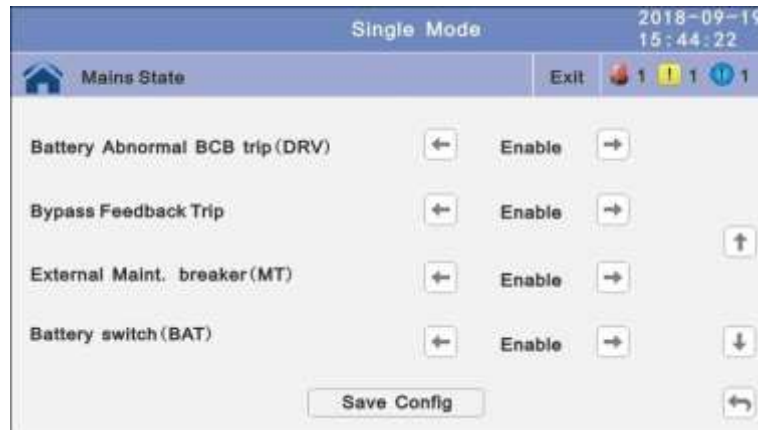 Single Mode
2018-09-19
15:44:22
Mains State
Exit
1
1
1
Battery Abnormal BCB trip(DRV)
Enable
Bypass Feedback Trip
Enable
External Maint. breaker(MT)
Enable
Battery switch(BAT)
Enable
Save Config